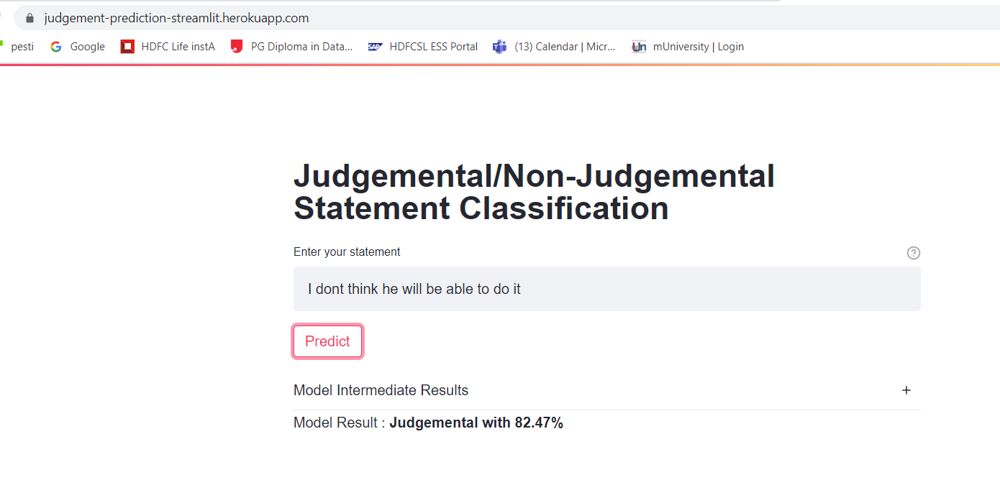 judgement-prediction-streamlit.herokuapp.com
pesti Google HDFC Life instA PG Diploma in Data... SAP HDFCSL ESS Portal (13) Calendar | Micr... mUniversity | Login
Judgemental/Non-Judgemental
Statement Classification
Enter your statement
I dont think he will be able to do it
Predict
Model Intermediate Results +
Model Result : Judgemental with 82.47%